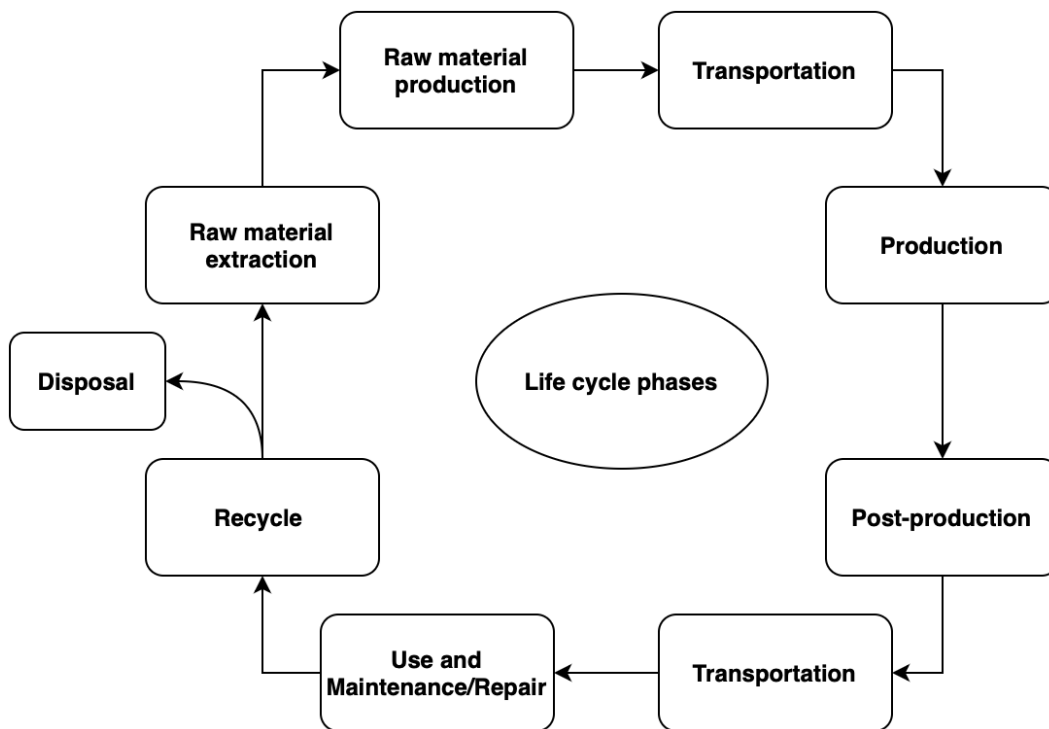 Raw material
production
Transportation
Raw material
extraction
Production
Disposal
Life cycle phases
Recycle
Post-production
Use and
Maintenance/Repair
Transportation